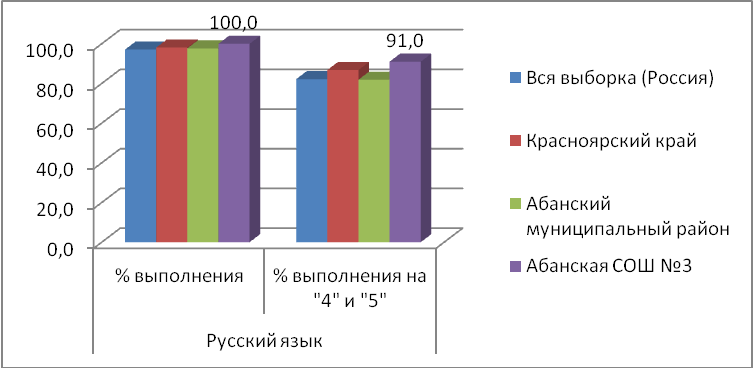 100,0
91,0
100,0
80,0
60,0
40,0
20,0
0,0
% выполнения
% выполнения на
"4" и "5"
Русский язык
Вся выборка (Россия)
Красноярский край
Абанский
муниципальный район
Абанская СОШ №3